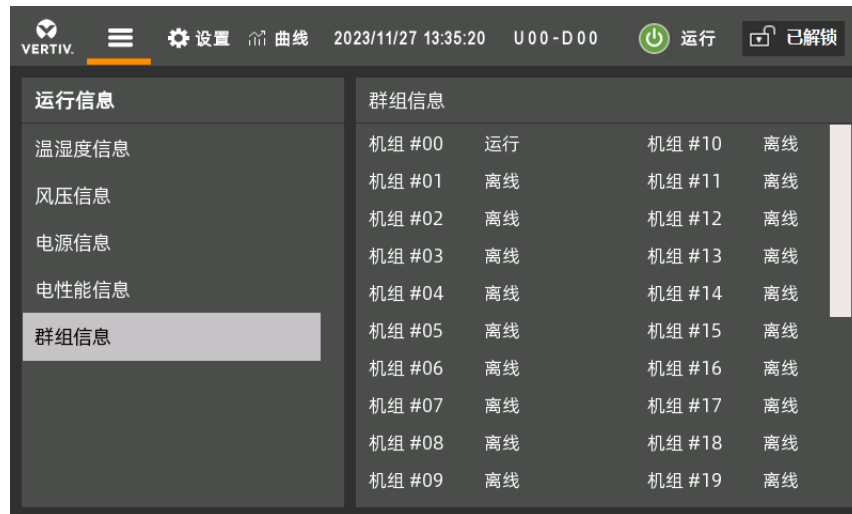 VERTIV. 设置 曲线 2023/11/27 13:35:20 U00-D00 运行 已解锁
运行信息
温湿度信息
风压信息
电源信息
电性能信息
群组信息
群组信息
机组 #00 运行 机组 #10 离线
机组 #01 离线 机组 #11 离线
机组 #02 离线 机组 #12 离线
机组 #03 离线 机组 #13 离线
机组 #04 离线 机组 #14 离线
机组 #05 离线 机组 #15 离线
机组 #06 离线 机组 #16 离线
机组 #07 离线 机组 #17 离线
机组 #08 离线 机组 #18 离线
机组 #09 离线 机组 #19 离线